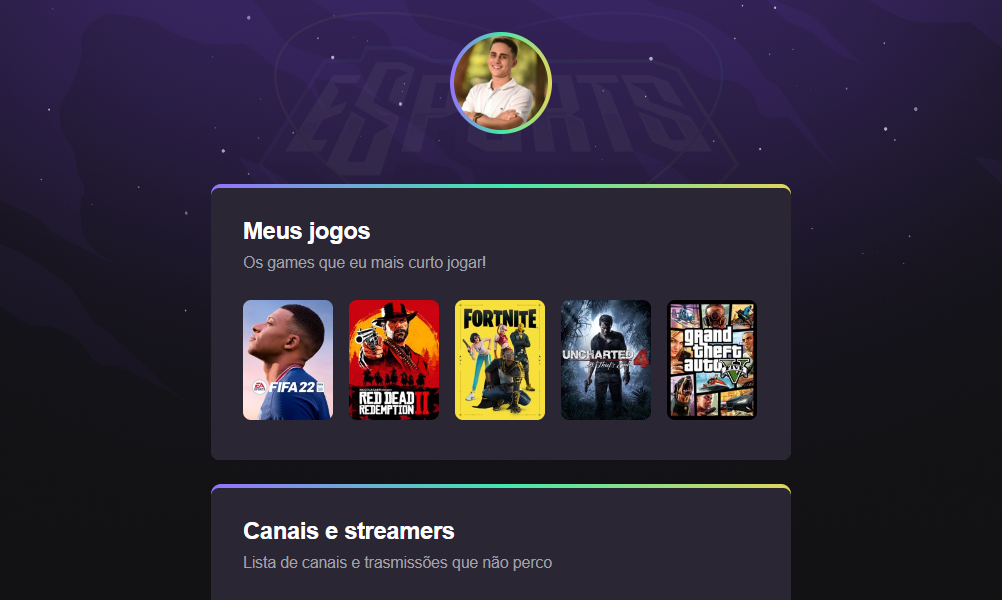 ESPORTS
Meus jogos
Os games que eu mais curto jogar!
FIFA 22
RED DEAD
REDEMPTION II
FORTNITE
UNCHARTED 4
A Thief's End
grand
theft
auto V
FIVE
Canais e streamers
Lista de canais e trasmissões que não perco